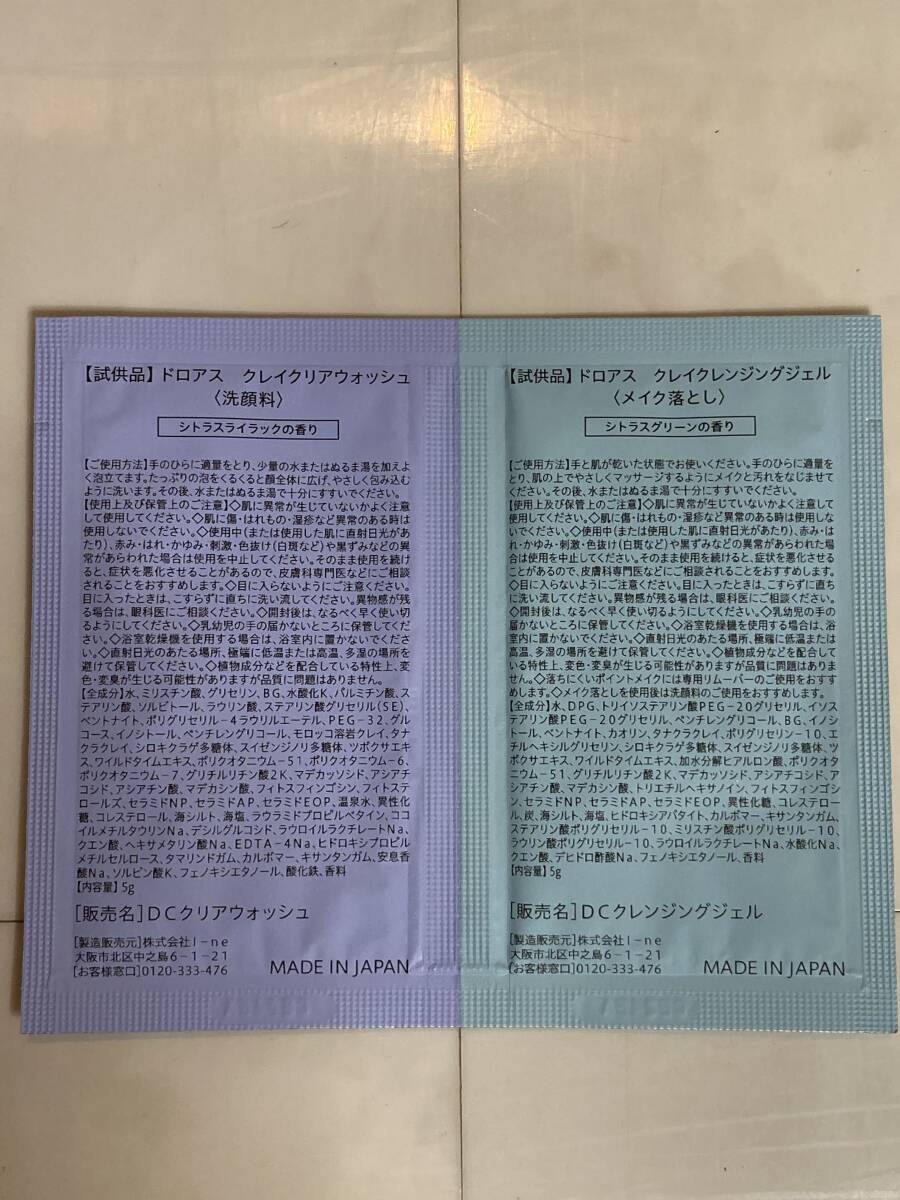 【試供品】ドロアス　クレイクリアウォッシュ
〈洗顔料〉
シトラスライラックの香り
【ご使用方法】手のひらに適量をとり、少量の水またはぬるま湯を加えよ
く泡立てます。たっぷりの泡をくるくると顔全体に広げ、やさしく包み込む
ように洗います。その後、水またはぬるま湯で十分にすすいでください。
【使用上及び保管上のご注意】◇肌に異常が生じていないかよく注意
して使用してください。◇肌に傷・はれもの・湿疹など異常のある時は
使用しないでください。◇使用中(または使用した肌に直射日光があ
たり)、赤み・はれ・かゆみ・刺激・色抜け(白斑など)や黒ずみなどの異
常があらわれた場合は使用を中止してください。そのまま使用を続け
ると、症状を悪化させることがあるので、皮膚科専門医などにご相談
されることをおすすめします。◇目に入らないようにご注意ください。
目に入ったときは、こすらずに直ちに洗い流してください。異物感が残
る場合は、眼科医にご相談ください。◇開封後は、なるべく早く使い切
るようにしてください。◇乳幼児の手の届かないところに保管してくださ
い。◇浴室乾燥機を使用する場合は、浴室内に置かないでください。
◇直射日光のあたる場所、極端に低温または高温、多湿の場所を
避けて保管してください。◇植物成分などを配合している特性上、変
色・変臭が生じる可能性がありますが品質に問題はありません。
【全成分】水、ミリスチン酸、グリセリン、BG、水酸化K、パルミチン酸、ス
テアリン酸、ソルビトール、ラウリン酸、ステアリン酸グリセリル(SE)、
ベントナイト、ポリグリセリル-4ラウリルエーテル、PEG-32、グル
コース、イノシトール、ペンチレングリコール、モロッコ溶岩クレイ、タナ
クラクレイ、シロキクラゲ多糖体、スイゼンジノリ多糖体、ツボクサエキ
ス、ワイルドタイムエキス、ポリクオタニウム-51、ポリクオタニウム-6、
ポリクオタニウム-7、グリチルリチン酸2K、マデカッソシド、アシアチ
コシド、アシアチン酸、マデカシン酸、フィトスフィンゴシン、フィトステ
ロールズ、セラミドNP、セラミドAP、セラミドEOP、温泉水、異性化
糖、コレステロール、海シルト、海塩、ラウラミドプロピルベタイン、ココ
イルメチルタウリンNa、デシルグルコシド、ラウロイルラクチレートNa、
クエン酸、ヘキサメタリン酸Na、EDTA-4Na、ヒドロキシプロピル
メチルセルロース、タマリンドガム、カルボマー、キサンタンガム、安息香
酸Na、ソルビン酸K、フェノキシエタノール、酸化鉄、香料
［内容量］5g
［販売名］DCクリアウォッシュ
［製造販売元］株式会社I-ne
大阪市北区中之島6-1-21
［お客様窓口］0120-333-476
MADE IN JAPAN
【試供品】ドロアス　クレイクレンジングジェル
〈メイク落とし〉
シトラスグリーンの香り
【ご使用方法】手と肌が乾いた状態でお使いください。手のひらに適量を
とり、肌の上でやさしくマッサージするようにメイクと汚れをなじませてく
ださい。その後、水またはぬるま湯で十分にすすいでください。
【使用上及び保管上のご注意】◇肌に異常が生じていないかよく注意して
使用してください。◇肌に傷・はれもの・湿疹など異常のある時は使用しな
いでください。◇使用中(または使用した肌に直射日光があたり)、赤み・は
れ・かゆみ・刺激・色抜け(白斑など)や黒ずみなどの異常があらわれた場
合は使用を中止してください。そのまま使用を続けると、症状を悪化させる
ことがあるので、皮膚科専門医などにご相談されることをおすすめします。
◇目に入らないようにご注意ください。目に入ったときは、こすらずに直ち
に洗い流してください。異物感が残る場合は、眼科医にご相談ください。
◇開封後は、なるべく早く使い切るようにしてください。◇乳幼児の手の
届かないところに保管してください。◇浴室乾燥機を使用する場合は、浴
室内に置かないでください。◇直射日光のあたる場所、極端に低温または
高温、多湿の場所を避けて保管してください。◇植物成分などを配合して
いる特性上、変色・変臭が生じる可能性がありますが品質に問題はありませ
ん。◇落ちにくいポイントメイクには専用リムーバーのご使用をおすす
めします。◇メイク落としを使用後は洗顔料のご使用をおすすめします。
【全成分】水、DPG、トリイソステアリン酸PEG-20グリセリル、イソス
テアリン酸PEG-20グリセリル、ペンチレングリコール、BG、イノシ
トール、ベントナイト、カオリン、タナクラクレイ、ポリグリセリン-10、エ
チルヘキシルグリセリン、シロキクラゲ多糖体、スイゼンジノリ多糖体、ツ
ボクサエキス、ワイルドタイムエキス、加水分解ヒアルロン酸、ポリクオタ
ニウム-51、グリチルリチン酸2K、マデカッソシド、アシアチコシド、ア
シアチン酸、マデカシン酸、トリエチルヘキサノイン、フィトスフィンゴシ
ン、セラミドNP、セラミドAP、セラミドEOP、異性化糖、コレステロー
ル、炭、海シルト、海塩、ヒドロキシアパタイト、カルボマー、キサンタンガム、
ステアリン酸ポリグリセリル-10、ミリスチン酸ポリグリセリル-10、
ラウリン酸ポリグリセリル-10、ラウロイルラクチレートNa、水酸化Na、
クエン酸、デヒドロ酢酸Na、フェノキシエタノール、香料
［内容量］5g
［販売名］DCクレンジングジェル
［製造販売元］株式会社I-ne
大阪市北区中之島6-1-21
［お客様窓口］0120-333-476
MADE IN JAPAN